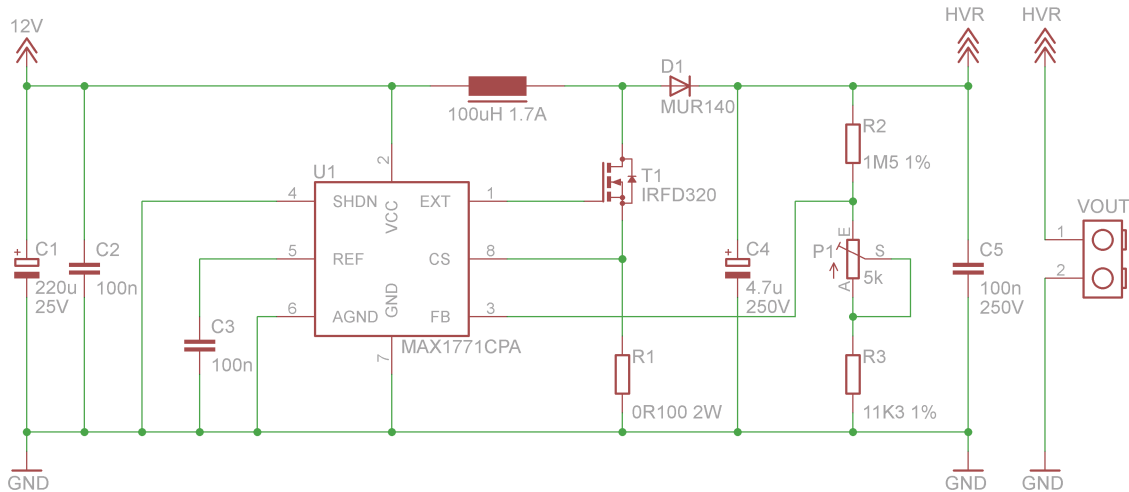 12V
HVR
HVR
D1
MUR140
100uH 1.7A
R2
1M5 1%
U1
2
4
SHDN
VCC
EXT
1
T1
IRFD320
VOUT
1
2
5
REF
CS
8
6
AGND
GND
FB
3
7
MAX1771CPA
+
C1
220u
25V
C2
100n
C3
100n
+
C4
4.7u
250V
P1
E
S
A
5k
C5
100n
250V
R1
0R100 2W
R3
11K3 1%
GND
GND
GND